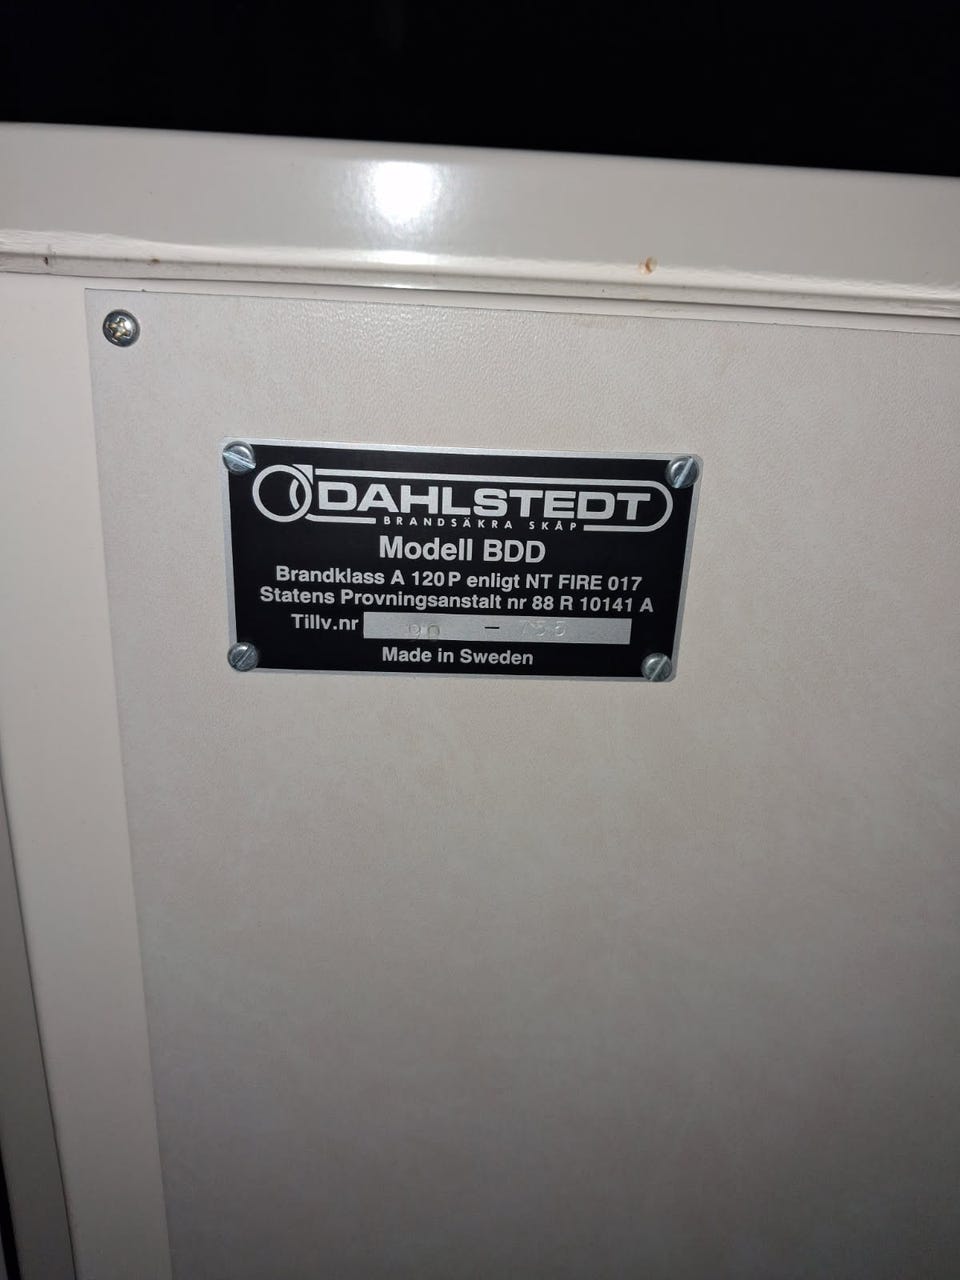 DAHLSTEDT
BRANDSÄKRA SKÅP
Modell BDD
Brandklass A 120 P enligt NT FIRE 017
Statens Provningsanstalt nr 88 R 10141 A
Tillv.nr 90 –
Made in Sweden